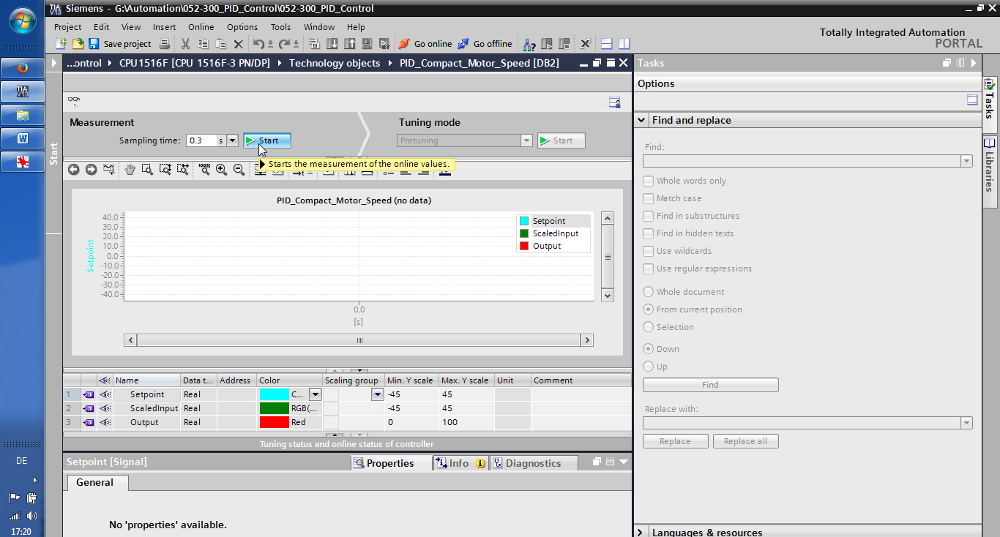 Siemens - G:\Automation\052-300_PID_Control\052-300_PID_Control
TIA
V13
Project Edit View Insert Online Options Tools Window Help
Totally Integrated Automation
PORTAL
Save project
Go online
Go offline
...ontrol CPU1516F [CPU 1516F-3 PN/DP] Technology objects PID_Compact_Motor_Speed [DB2]
Measurement
Tuning mode
Sampling time: 0.3 s Start
Pretuning Start
Starts the measurement of the online values.
100%
PID_Compact_Motor_Speed (no data)
Setpoint
40.0
30.0
20.0
10.0
0.0
-10.0
-20.0
-30.0
-40.0
Setpoint
ScaledInput
Output
0.0
[s]
Name Data t... Address Color Scaling group Min. Y scale Max. Y scale Unit Comment
1 Setpoint Real C... -45 45
2 ScaledInput Real RGB(... -45 45
3 Output Real Red 0 100
Tuning status and online status of controller
Setpoint [Signal]
Properties
Info
Diagnostics
General
No 'properties' available.
Tasks
Options
Find and replace
Find:
Whole words only
Match case
Find in substructures
Find in hidden texts
Use wildcards
Use regular expressions
Whole document
From current position
Selection
Down
Up
Find
Replace with:
Replace Replace all
Languages & resources
Tasks
Libraries
Start
TIA
V13
W
DE
17:20